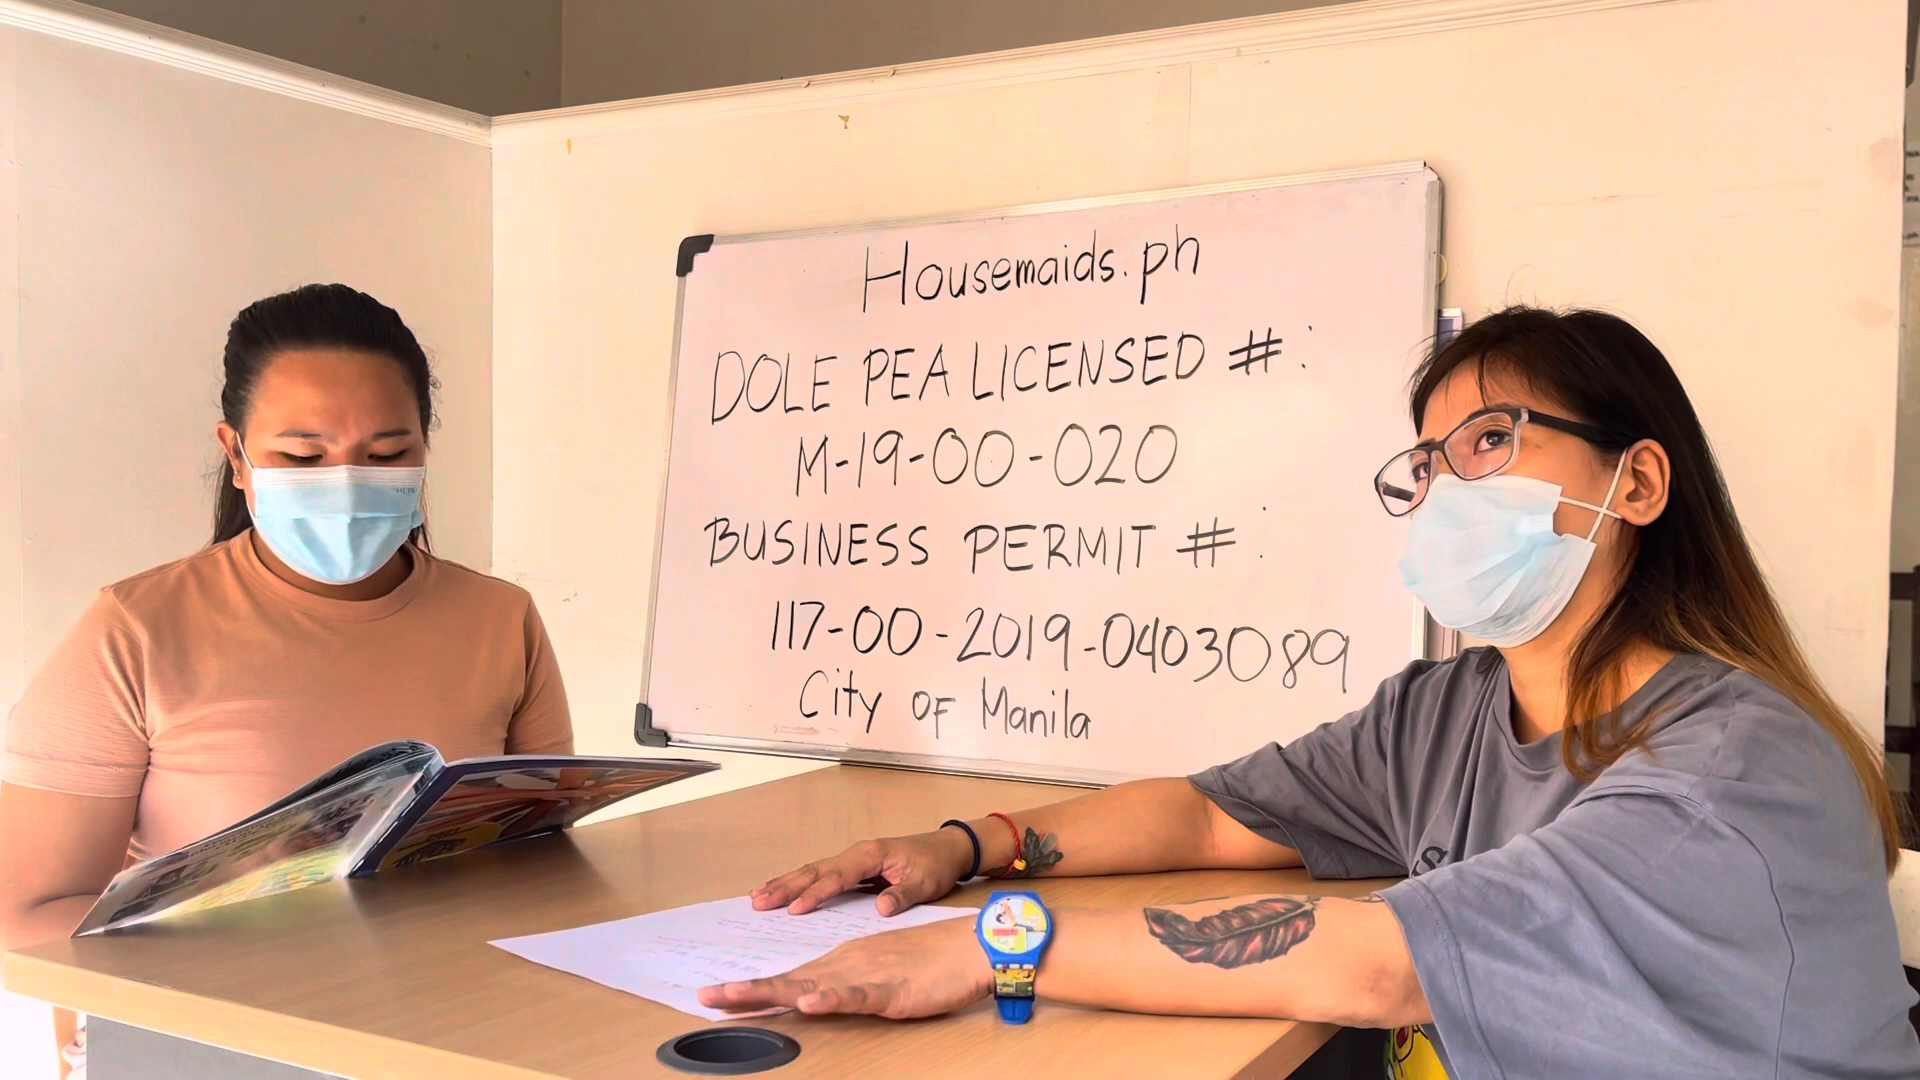 Housemaids.ph
DOLE PEA LICENSED #:
M-19-00-020
BUSINESS PERMIT #:
117-00-2019-0403089
City OF Manila